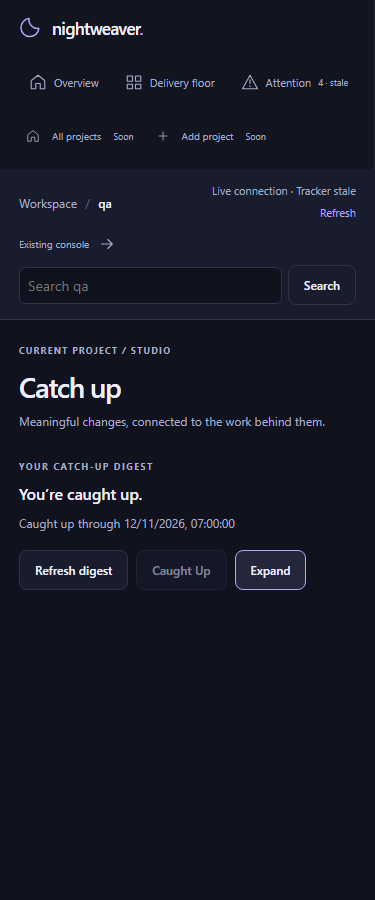 nightweaver.
Overview Delivery floor Attention 4 · stale
All projects Soon Add project Soon
Live connection · Tracker stale
Workspace / qa
Refresh
Existing console
Search qa Search
CURRENT PROJECT / STUDIO
Catch up
Meaningful changes, connected to the work behind them.
YOUR CATCH-UP DIGEST
You’re caught up.
Caught up through 12/11/2026, 07:00:00
Refresh digest Caught Up Expand